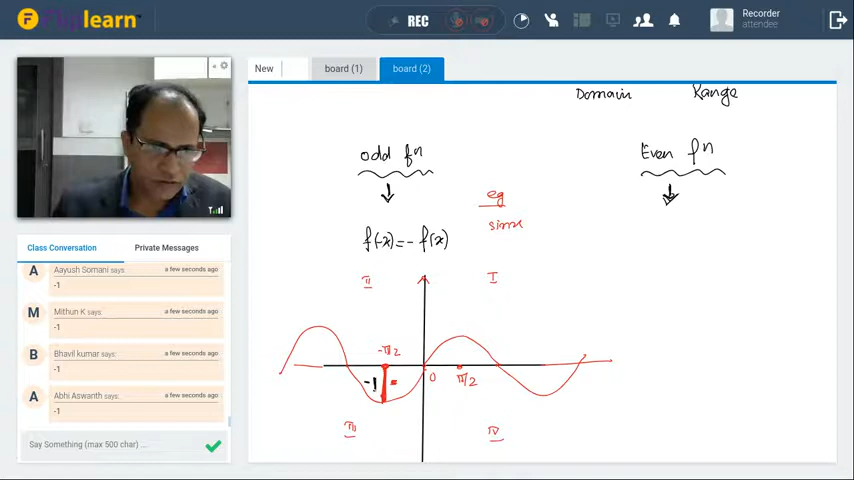 Fliplearn
REC
Recorder
attendee
New
board (1)
board (2)
Class Conversation
Private Messages
A
Aayush Somani says:
a few seconds ago
-1
M
Mithun K says:
a few seconds ago
-1
B
Bhavil kumar says:
a few seconds ago
-1
A
Abhi Aswanth says:
a few seconds ago
-1
Say Something (max 500 char) ...
Domain Range
odd fn
Even fn
eg
sinx
f(-x)=-f(x)
II
I
-π/2
0
π/2
-1
III
IV